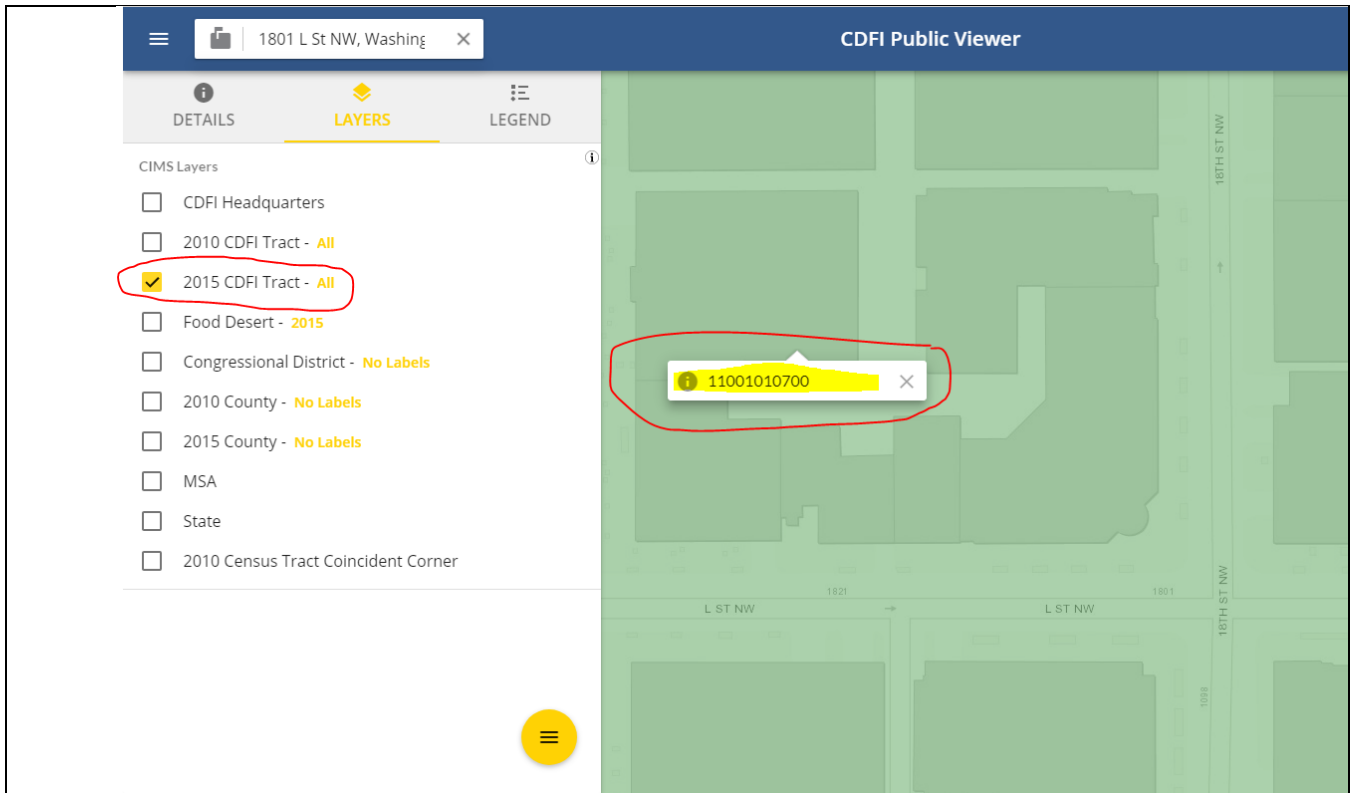 1801 L St NW, Washing
CDFI Public Viewer
DETAILS
LAYERS
LEGEND
CIMS Layers
CDFI Headquarters
2010 CDFI Tract - All
2015 CDFI Tract - All
Food Desert - 2015
Congressional District - No Labels
2010 County - No Labels
2015 County - No Labels
MSA
State
2010 Census Tract Coincident Corner
18TH ST NW
11001010700
1821
1801
L ST NW
L ST NW
18TH ST NW
1098